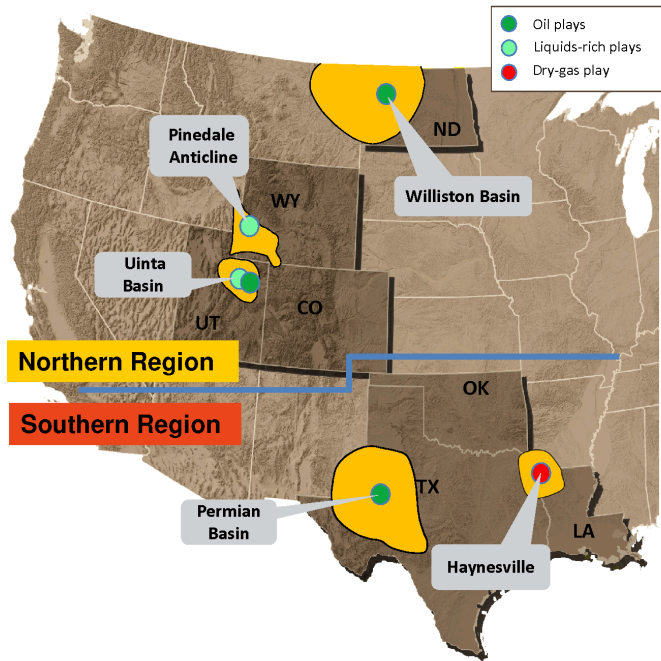 Oil plays
Liquids-rich plays
Dry-gas play
ND
Pinedale
Anticline
WY
Williston Basin
Uinta
Basin
CO
UT
Northern Region
OK
Southern Region
TX
Permian
Basin
LA
Haynesville